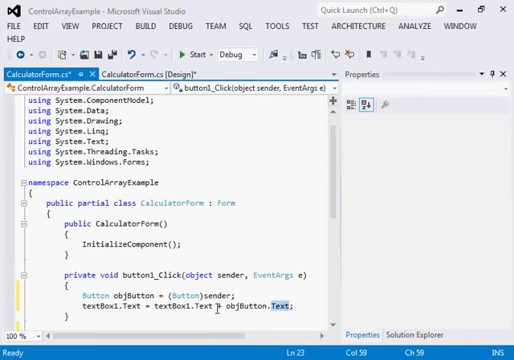 ControlArrayExample - Microsoft Visual Studio
Quick Launch (Ctrl+Q)
FILE EDIT VIEW PROJECT BUILD DEBUG TEAM SQL TOOLS TEST ARCHITECTURE ANALYZE WINDOW
HELP
Start Debug
CalculatorForm.cs* CalculatorForm.cs [Design]*
Properties
ControlArrayExample.CalculatorForm button1_Click(object sender, EventArgs e)
using System.ComponentModel;
using System.Data;
using System.Drawing;
using System.Linq;
using System.Text;
using System.Threading.Tasks;
using System.Windows.Forms;
namespace ControlArrayExample
{
public partial class CalculatorForm : Form
{
public CalculatorForm()
{
InitializeComponent();
}
private void button1_Click(object sender, EventArgs e)
{
Button objButton = (Button)sender;
textBox1.Text = textBox1.Text + objButton.Text;
}
100 %
Properties Solution Explorer
Ready Ln 23 Col 59 Ch 59 INS